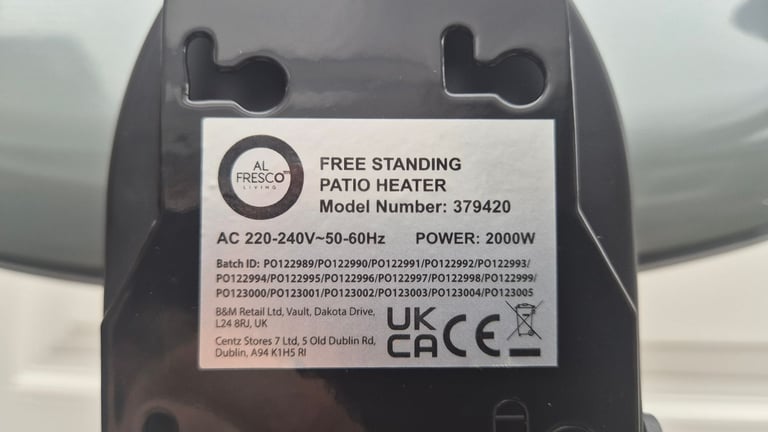 AL
FRESCO
LIVING
FREE STANDING
PATIO HEATER
Model Number: 379420
AC 220-240V~50-60Hz POWER: 2000W
Batch ID: PO122989/PO122990/PO122991/PO122992/PO122993/
PO122994/PO122995/PO122996/PO122997/PO122998/PO122999/
PO123000/PO123001/PO123002/PO123003/PO123004/PO123005
B&M Retail Ltd, Vault, Dakota Drive,
L24 8RJ, UK
Centz Stores 7 Ltd, 5 Old Dublin Rd,
Dublin, A94 K1H5 RI
UK
CA CE